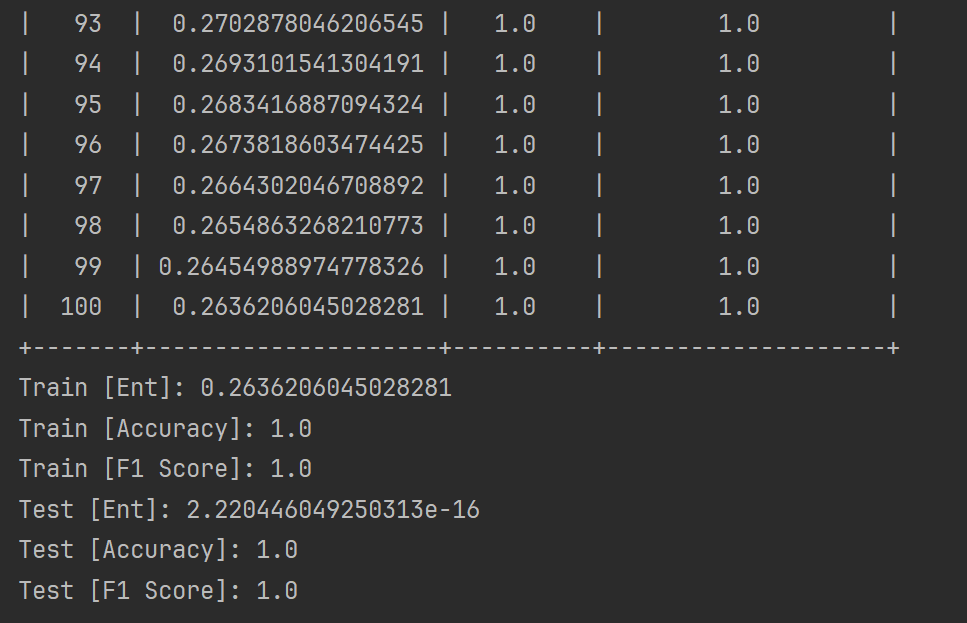 |   93  |  0.2702878046206545 |   1.0    |        1.0         |
|   94  |  0.2693101541304191 |   1.0    |        1.0         |
|   95  |  0.2683416887094324 |   1.0    |        1.0         |
|   96  |  0.2673818603474425 |   1.0    |        1.0         |
|   97  |  0.2664302046708892 |   1.0    |        1.0         |
|   98  |  0.2654863268210773 |   1.0    |        1.0         |
|   99  | 0.26454988974778326 |   1.0    |        1.0         |
|  100  |  0.2636206045028281 |   1.0    |        1.0         |
+-------+---------------------+----------+--------------------+
Train [Ent]: 0.2636206045028281
Train [Accuracy]: 1.0
Train [F1 Score]: 1.0
Test [Ent]: 2.220446049250313e-16
Test [Accuracy]: 1.0
Test [F1 Score]: 1.0